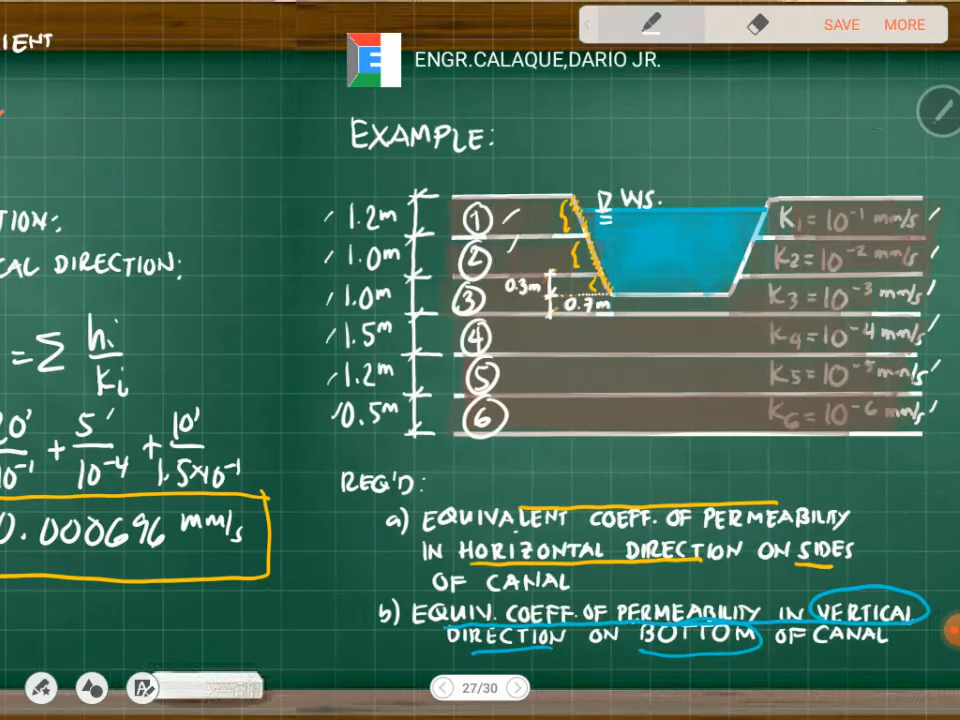 IENT
SAVE MORE
ENGR.CALAQUE,DARIO JR.
EXAMPLE:
WS.
1.2m
1
K1 = 10^-1 mm/s
TION:
1.0m
2
K2 = 10^-2 mm/s
CAL DIRECTION:
0.3m
1.0m
3
0.7m
K3 = 10^-3 mm/s
1.5m
4
K4 = 10^-4 mm/s
= Σ hi/Ki
1.2m
5
K5 = 10^-5 mm/s
0.5m
6
K6 = 10^-6 mm/s
20'/10^-1 + 5'/10^-4 + 10'/1.5×10^-1
0.000696 mm/s
REQ'D:
a) EQUIVALENT COEFF. OF PERMEABILITY
IN HORIZONTAL DIRECTION ON SIDES
OF CANAL
b) EQUIV. COEFF. OF PERMEABILITY IN VERTICAL
DIRECTION ON BOTTOM OF CANAL
27/30